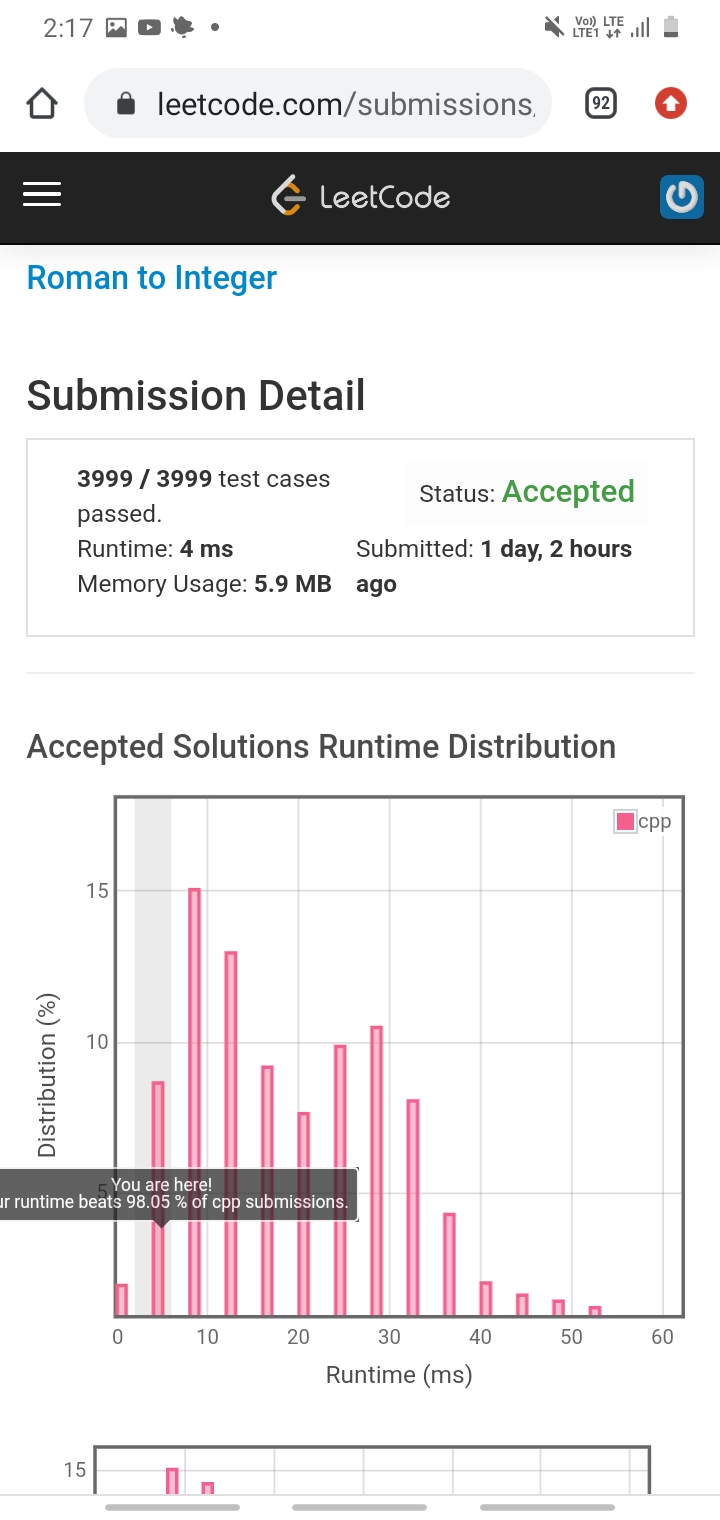 2:17
Vo)) LTE
LTE1
leetcode.com/submissions
92
LeetCode
Roman to Integer
Submission Detail
3999 / 3999 test cases passed.
Status: Accepted
Runtime: 4 ms
Submitted: 1 day, 2 hours ago
Memory Usage: 5.9 MB
Accepted Solutions Runtime Distribution
cpp
15
10
5
Distribution (%)
You are here!
ur runtime beats 98.05 % of cpp submissions.
0 10 20 30 40 50 60
Runtime (ms)
15